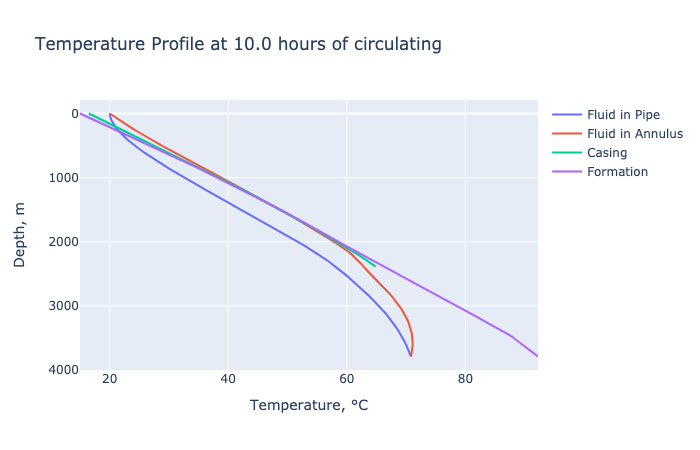 Temperature Profile at 10.0 hours of circulating
Fluid in Pipe
Fluid in Annulus
Casing
Formation
0
1000
2000
3000
4000
Depth, m
20
40
60
80
Temperature, °C